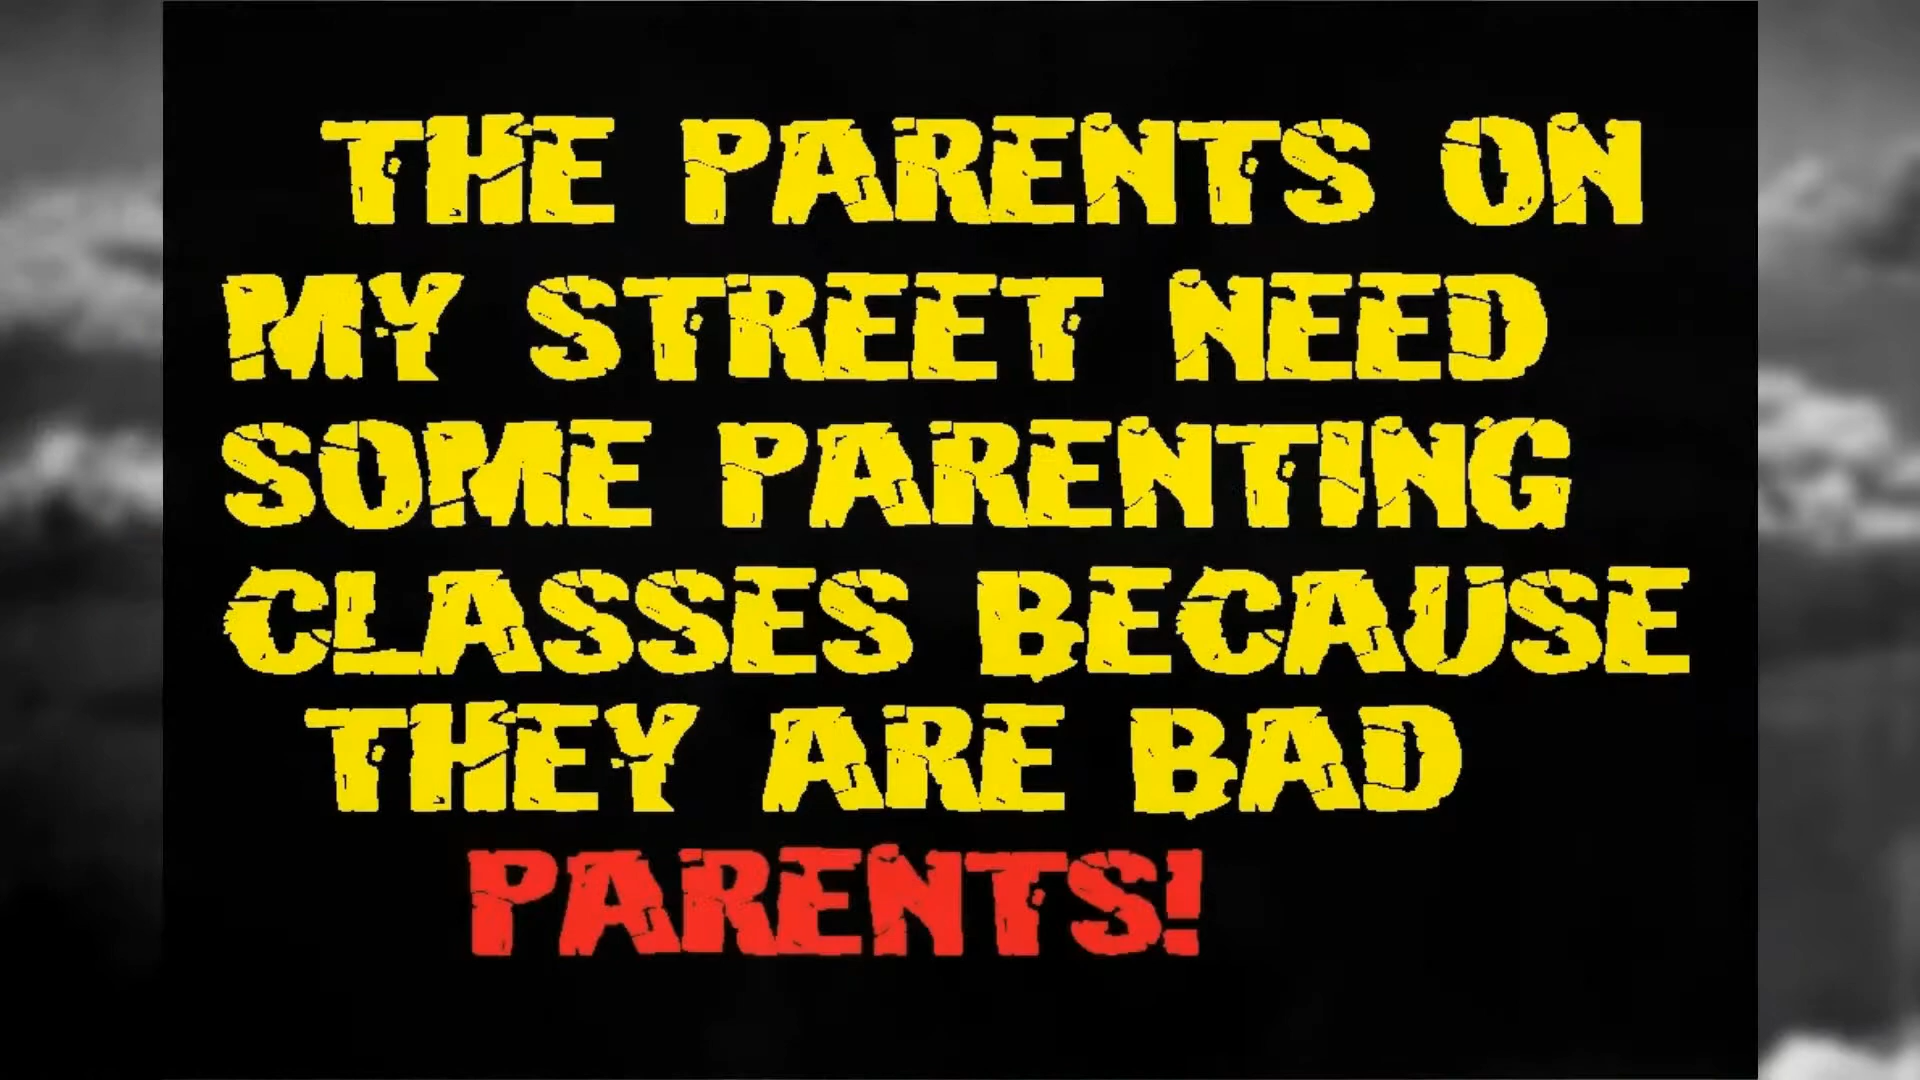 THE PARENTS ON
MY STREET NEED
SOME PARENTING
CLASSES BECAUSE
THEY ARE BAD
PARENTS!